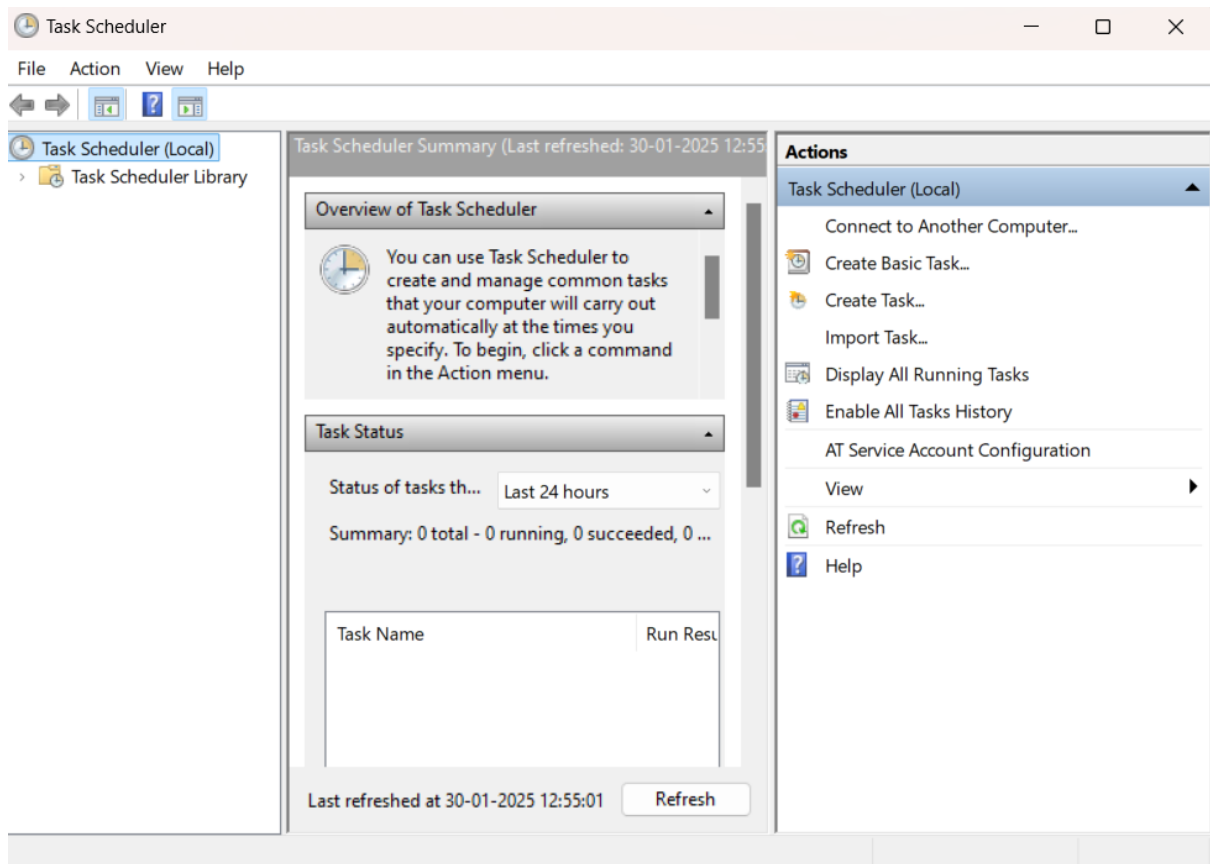 Task Scheduler
File Action View Help
Task Scheduler (Local)
Task Scheduler Library
Task Scheduler Summary (Last refreshed: 30-01-2025 12:55
Overview of Task Scheduler
You can use Task Scheduler to
create and manage common tasks
that your computer will carry out
automatically at the times you
specify. To begin, click a command
in the Action menu.
Task Status
Status of tasks th... Last 24 hours
Summary: 0 total - 0 running, 0 succeeded, 0 ...
Task Name Run Resu
Last refreshed at 30-01-2025 12:55:01 Refresh
Actions
Task Scheduler (Local)
Connect to Another Computer...
Create Basic Task...
Create Task...
Import Task...
Display All Running Tasks
Enable All Tasks History
AT Service Account Configuration
View
Refresh
Help